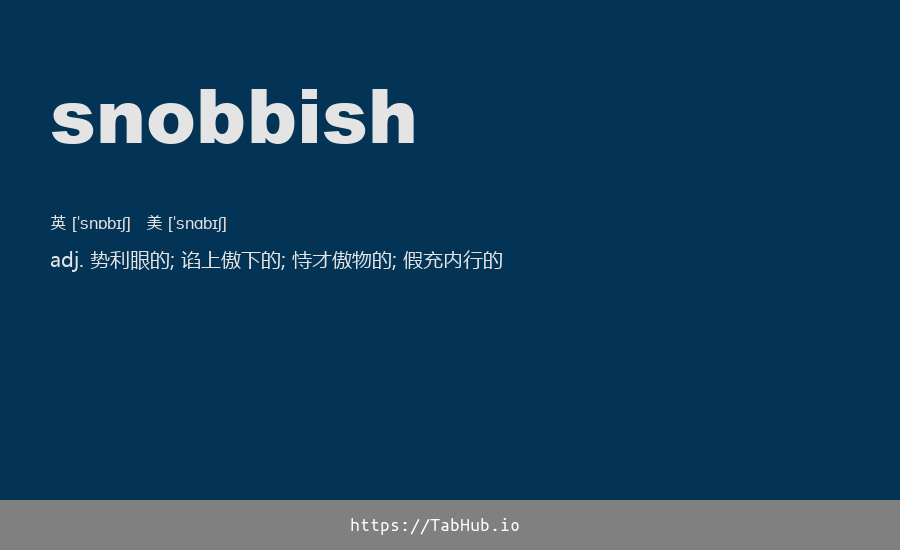 snobbish
英 [ˈsnɒbɪʃ] 美 [ˈsnɑbɪʃ]
adj. 势利眼的; 谄上傲下的; 恃才傲物的; 假充内行的
https://TabHub.io